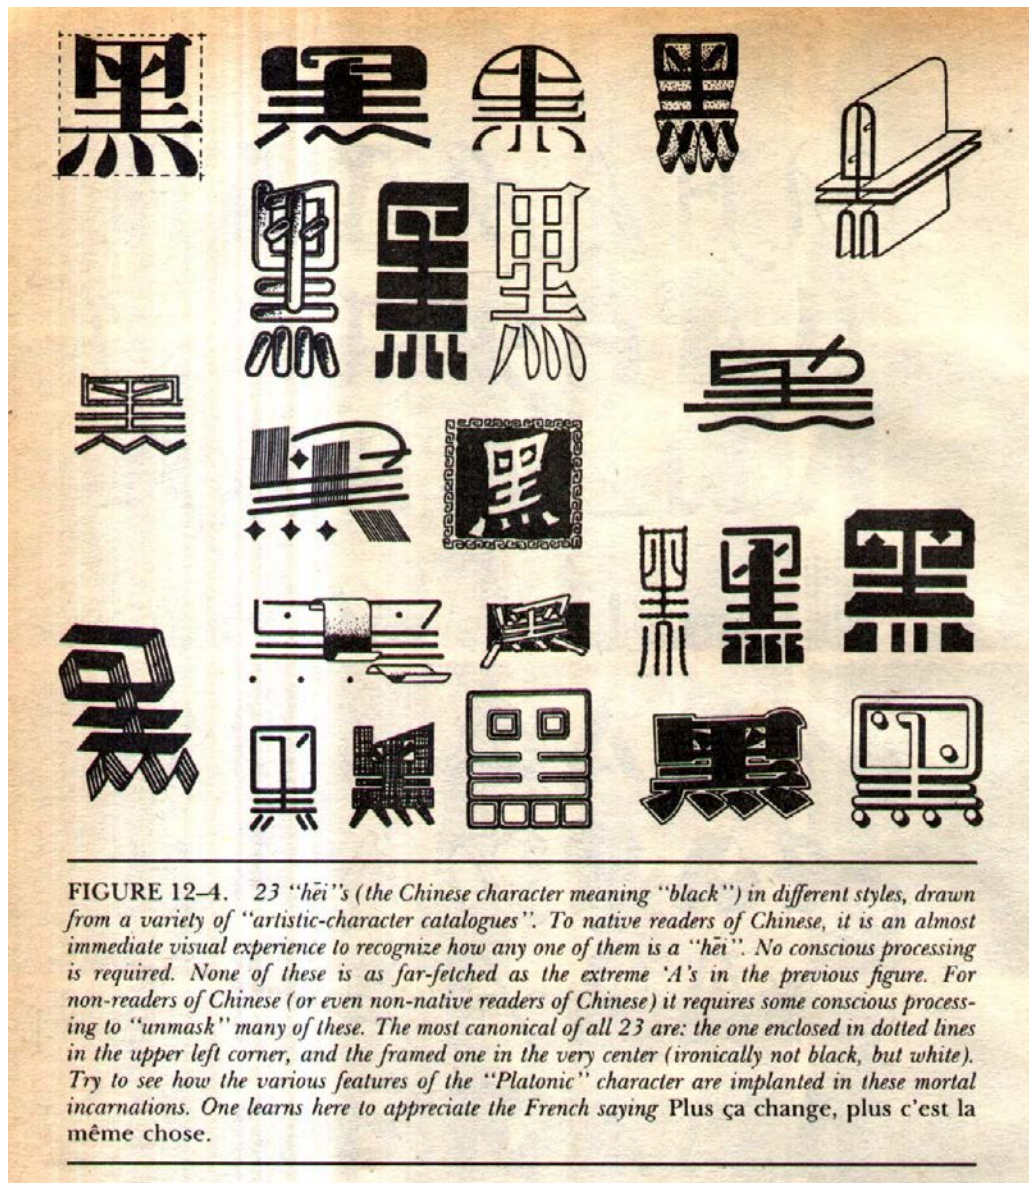 黑 黑 黑 黑 黑
黑 黑 黑
黑 黑
黑 黑
黑 黑 黑
黑 黑 黑
黑 黑 黑 黑 黑
FIGURE 12–4. 23 “hēi”s (the Chinese character meaning “black”) in different styles, drawn
from a variety of “artistic-character catalogues”. To native readers of Chinese, it is an almost
immediate visual experience to recognize how any one of them is a “hēi”. No conscious processing
is required. None of these is as far-fetched as the extreme ‘A’s in the previous figure. For
non-readers of Chinese (or even non-native readers of Chinese) it requires some conscious process-
ing to “unmask” many of these. The most canonical of all 23 are: the one enclosed in dotted lines
in the upper left corner, and the framed one in the very center (ironically not black, but white).
Try to see how the various features of the “Platonic” character are implanted in these mortal
incarnations. One learns here to appreciate the French saying Plus ça change, plus c’est la
même chose.